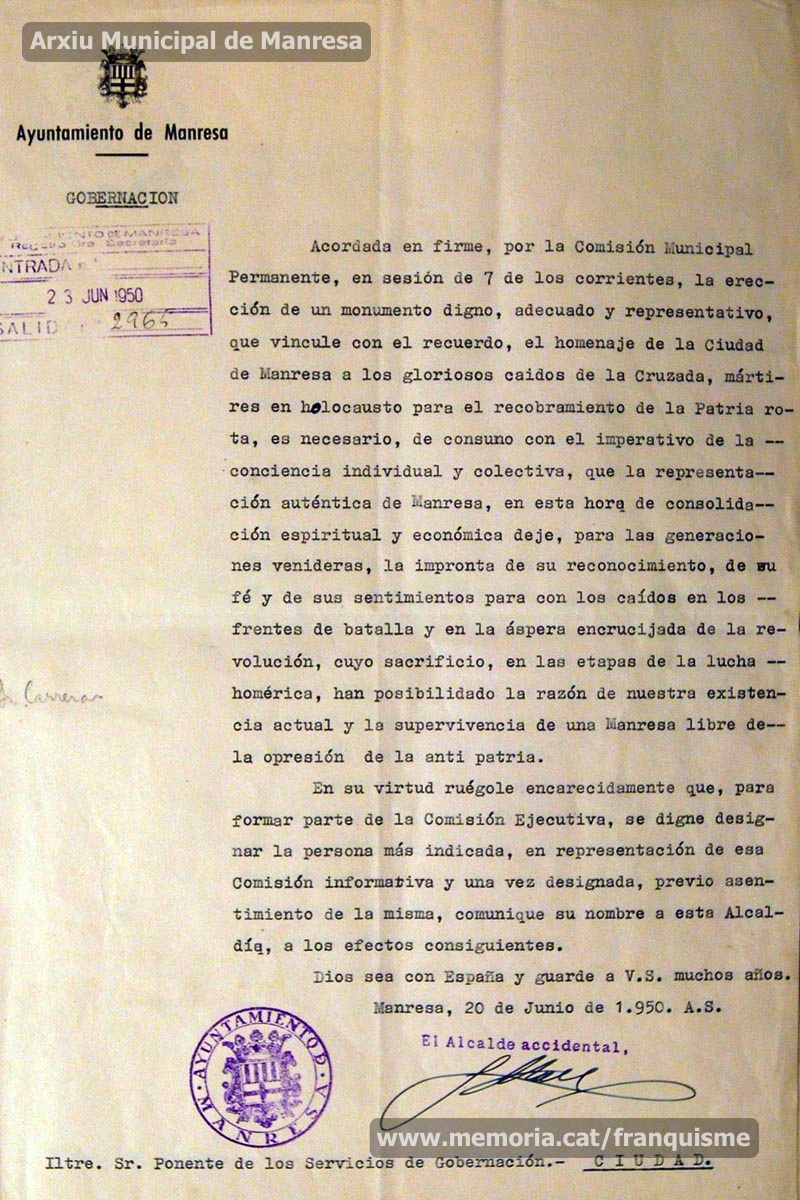 Arxiu Municipal de Manresa
Ayuntamiento de Manresa
GOBERNACION
NTO DE MANRESA
Secretaría
NTRADA
23 JUN 1950
SALID 2965
Acordada en firme, por la Comisión Municipal
Permanente, en sesión de 7 de los corrientes, la erec-
ción de un monumento digno, adecuado y representativo,
que vincule con el recuerdo, el homenaje de la Ciudad
de Manresa a los gloriosos caidos de la Cruzada, márti-
res en holocausto para el recobramiento de la Patria ro-
ta, es necesario, de consuno con el imperativo de la --
conciencia individual y colectiva, que la representa--
ción auténtica de Manresa, en esta hora de consolida--
ción espiritual y económica deje, para las generacio-
nes venideras, la impronta de su reconocimiento, de su
fé y de sus sentimientos para con los caídos en los --
frentes de batalla y en la áspera encrucijada de la re-
volución, cuyo sacrificio, en las etapas de la lucha --
homérica, han posibilidado la razón de nuestra existen-
cia actual y la supervivencia de una Manresa libre de--
la opresión de la anti patria.
En su virtud ruégole encarecidamente que, para
formar parte de la Comisión Ejecutiva, se digne desig-
nar la persona más indicada, en representación de esa
Comisión informativa y una vez designada, previo asen-
timiento de la misma, comunique su nombre a esta Alcal-
día, a los efectos consiguientes.
Dios sea con España y guarde a V.S. muchos años.
Manresa, 20 de Junio de 1.950. A.S.
El Alcalde accidental,
Carreras
AYUNTAMIENTO D
MANRESA
www.memoria.cat/franquisme
Iltre. Sr. Ponente de los Servicios de Gobernación.- CIUDAD.